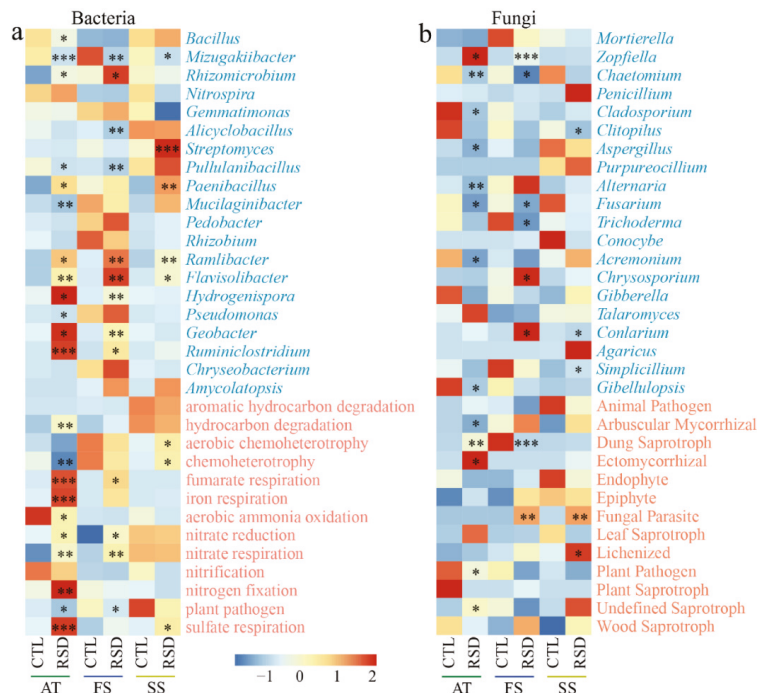 Bacteria
a
Bacillus *
Mizugakiibacter *** ** *
Rhizomicrobium * *
Nitrospira
Gemmatimonas
Alicyclobacillus **
Streptomyces ***
Pullulanibacillus * **
Paenibacillus * **
Mucilaginibacter **
Pedobacter
Rhizobium
Ramlibacter * ** **
Flavisolibacter ** ** *
Hydrogenispora * **
Pseudomonas *
Geobacter * **
Ruminiclostridium *** *
Chryseobacterium
Amycolatopsis
aromatic hydrocarbon degradation
hydrocarbon degradation **
aerobic chemoheterotrophy *
chemoheterotrophy ** *
fumarate respiration *** *
iron respiration ***
aerobic ammonia oxidation *
nitrate reduction * *
nitrate respiration ** **
nitrification
nitrogen fixation **
plant pathogen * *
sulfate respiration *** *
CTL RSD CTL RSD CTL RSD
AT FS SS
−1 0 1 2
Fungi
b
Mortierella
Zopfiella * ***
Chaetomium ** *
Penicillium
Cladosporium *
Clitopilus *
Aspergillus *
Purpureocillium
Alternaria **
Fusarium * *
Trichoderma *
Conocybe
Acremonium *
Chrysosporium *
Gibberella
Talaromyces
Conlarium * *
Agaricus
Simplicillium *
Gibellulopsis *
Animal Pathogen
Arbuscular Mycorrhizal *
Dung Saprotroph ** ***
Ectomycorrhizal *
Endophyte
Epiphyte
Fungal Parasite ** **
Leaf Saprotroph
Lichenized *
Plant Pathogen *
Plant Saprotroph
Undefined Saprotroph *
Wood Saprotroph
CTL RSD CTL RSD CTL RSD
AT FS SS